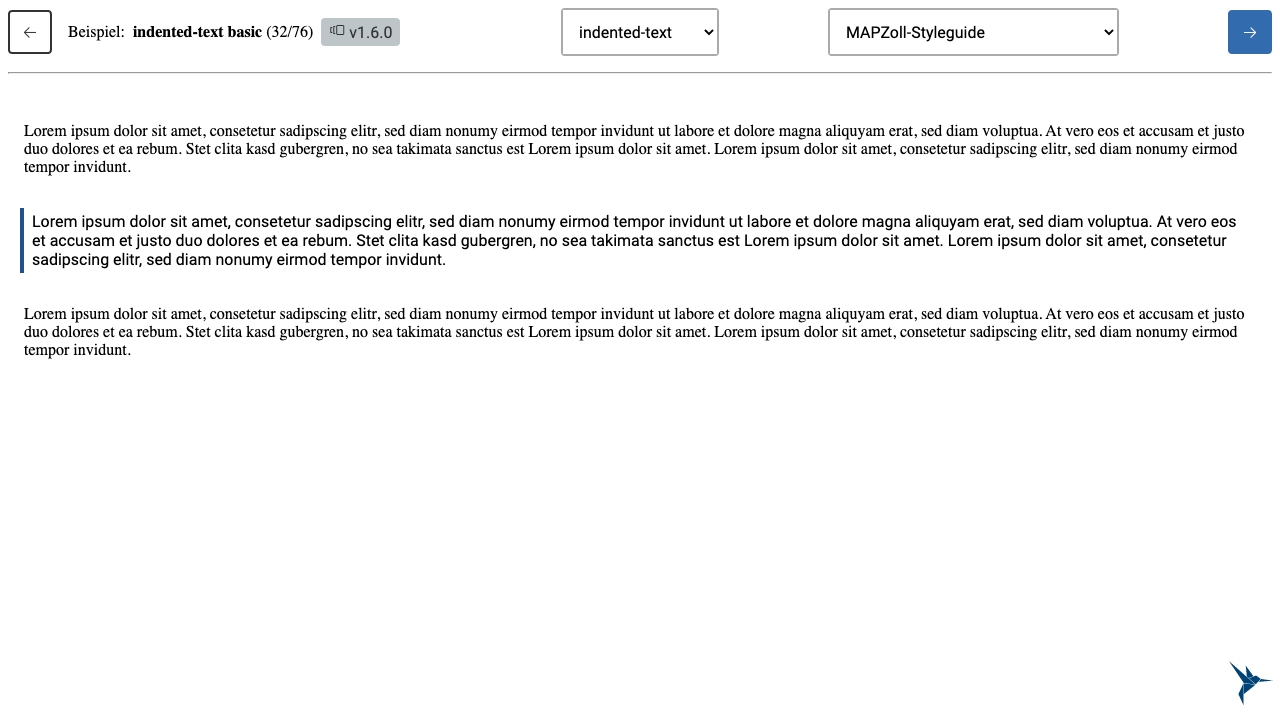 Beispiel: indented-text basic (32/76) v1.6.0 indented-text MAPZoll-Styleguide
Lorem ipsum dolor sit amet, consetetur sadipscing elitr, sed diam nonumy eirmod tempor invidunt ut labore et dolore magna aliquyam erat, sed diam voluptua. At vero eos et accusam et justo
duo dolores et ea rebum. Stet clita kasd gubergren, no sea takimata sanctus est Lorem ipsum dolor sit amet. Lorem ipsum dolor sit amet, consetetur sadipscing elitr, sed diam nonumy eirmod
tempor invidunt.
Lorem ipsum dolor sit amet, consetetur sadipscing elitr, sed diam nonumy eirmod tempor invidunt ut labore et dolore magna aliquyam erat, sed diam voluptua. At vero eos
et accusam et justo duo dolores et ea rebum. Stet clita kasd gubergren, no sea takimata sanctus est Lorem ipsum dolor sit amet. Lorem ipsum dolor sit amet, consetetur
sadipscing elitr, sed diam nonumy eirmod tempor invidunt.
Lorem ipsum dolor sit amet, consetetur sadipscing elitr, sed diam nonumy eirmod tempor invidunt ut labore et dolore magna aliquyam erat, sed diam voluptua. At vero eos et accusam et justo
duo dolores et ea rebum. Stet clita kasd gubergren, no sea takimata sanctus est Lorem ipsum dolor sit amet. Lorem ipsum dolor sit amet, consetetur sadipscing elitr, sed diam nonumy eirmod
tempor invidunt.